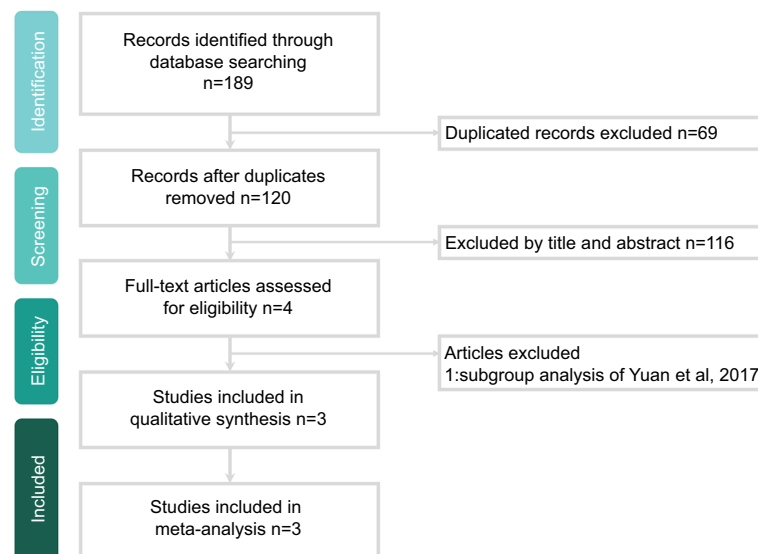 Identification
Records identified through
database searching
n=189
Duplicated records excluded n=69
Screening
Records after duplicates
removed n=120
Excluded by title and abstract n=116
Eligibility
Full-text articles assessed
for eligibility n=4
Articles excluded
1:subgroup analysis of Yuan et al, 2017
Studies included in
qualitative synthesis n=3
Included
Studies included in
meta-analysis n=3